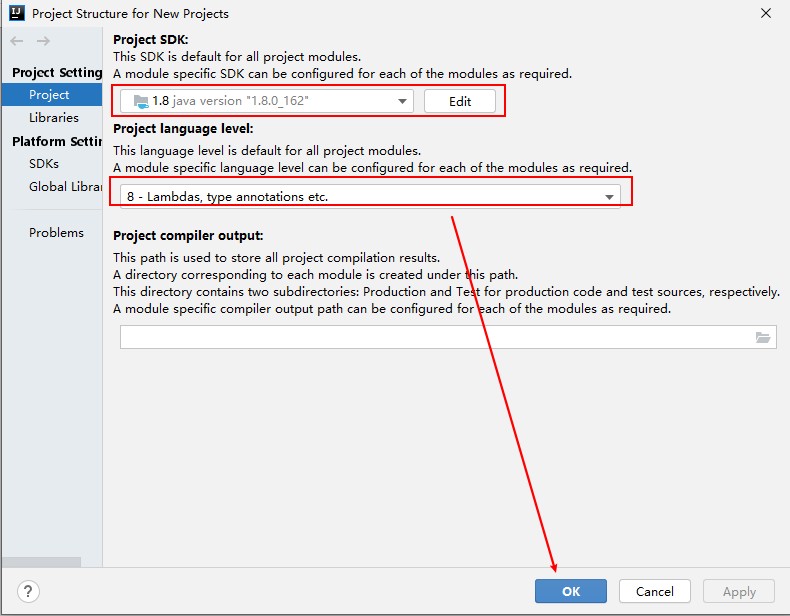 IJ Project Structure for New Projects
Project Setting
Project
Libraries
Platform Settin
SDKs
Global Librar
Problems
Project SDK:
This SDK is default for all project modules.
A module specific SDK can be configured for each of the modules as required.
1.8 java version "1.8.0_162"
Edit
Project language level:
This language level is default for all project modules.
A module specific language level can be configured for each of the modules as required.
8 - Lambdas, type annotations etc.
Project compiler output:
This path is used to store all project compilation results.
A directory corresponding to each module is created under this path.
This directory contains two subdirectories: Production and Test for production code and test sources, respectively.
A module specific compiler output path can be configured for each of the modules as required.
?
OK
Cancel
Apply